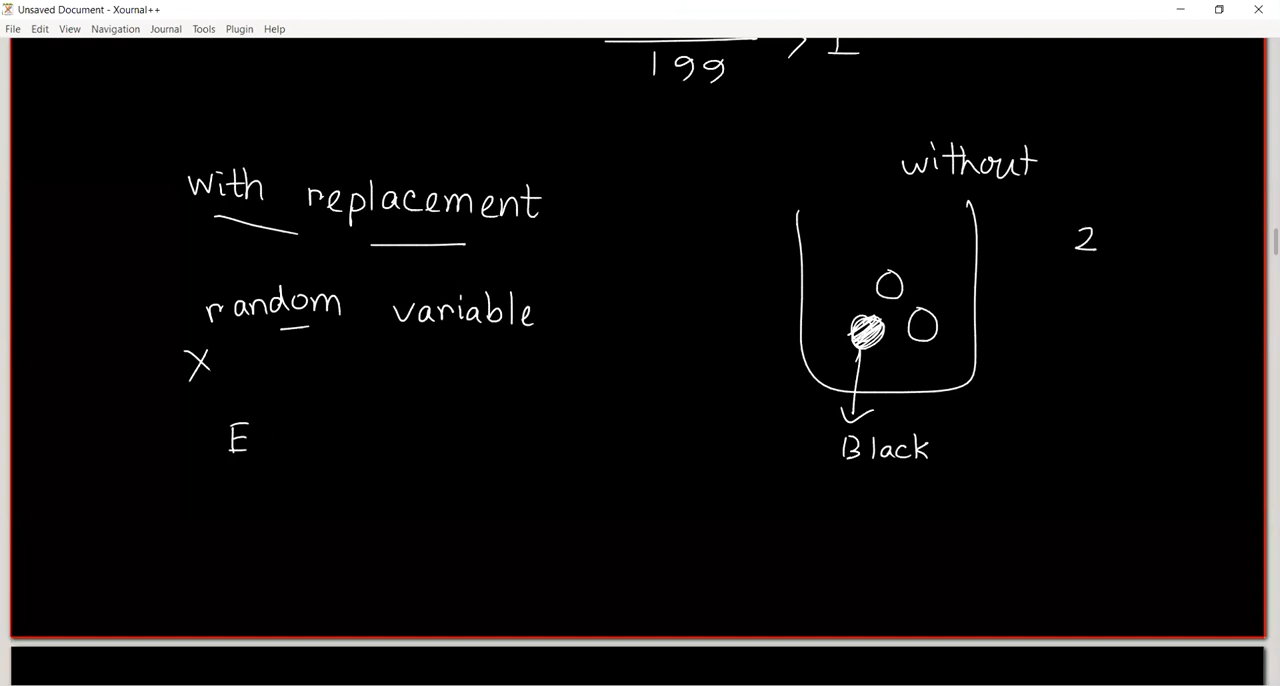 Unsaved Document - Xournal++
File Edit View Navigation Journal Tools Plugin Help
199 > 1
with replacement
without
2
random variable
X
E
Black